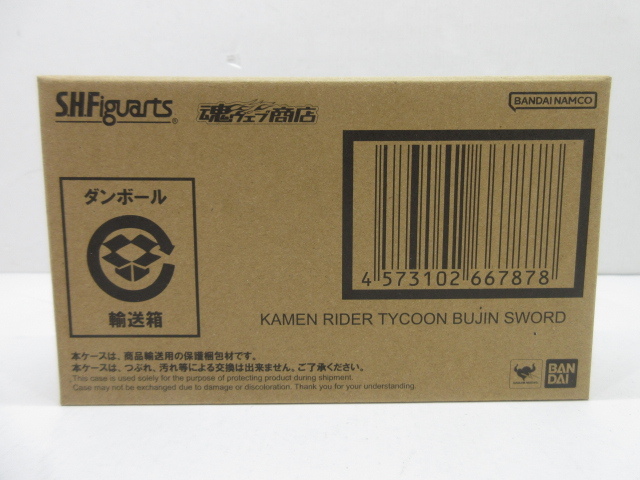 S.H.Figuarts®
魂ウェブ商店
BANDAI NAMCO
ダンボール
輸送箱
4 573102 667878
KAMEN RIDER TYCOON BUJIN SWORD
本ケースは、商品輸送用の保護梱包材です。
本ケースは、つぶれ、汚れ等による交換は出来ません、ご了承ください。
This case is used solely for the purpose of protecting product during shipment.
Case may not be exchanged due to damage or discoloration. Thank you for your understanding.
BAN
DAI